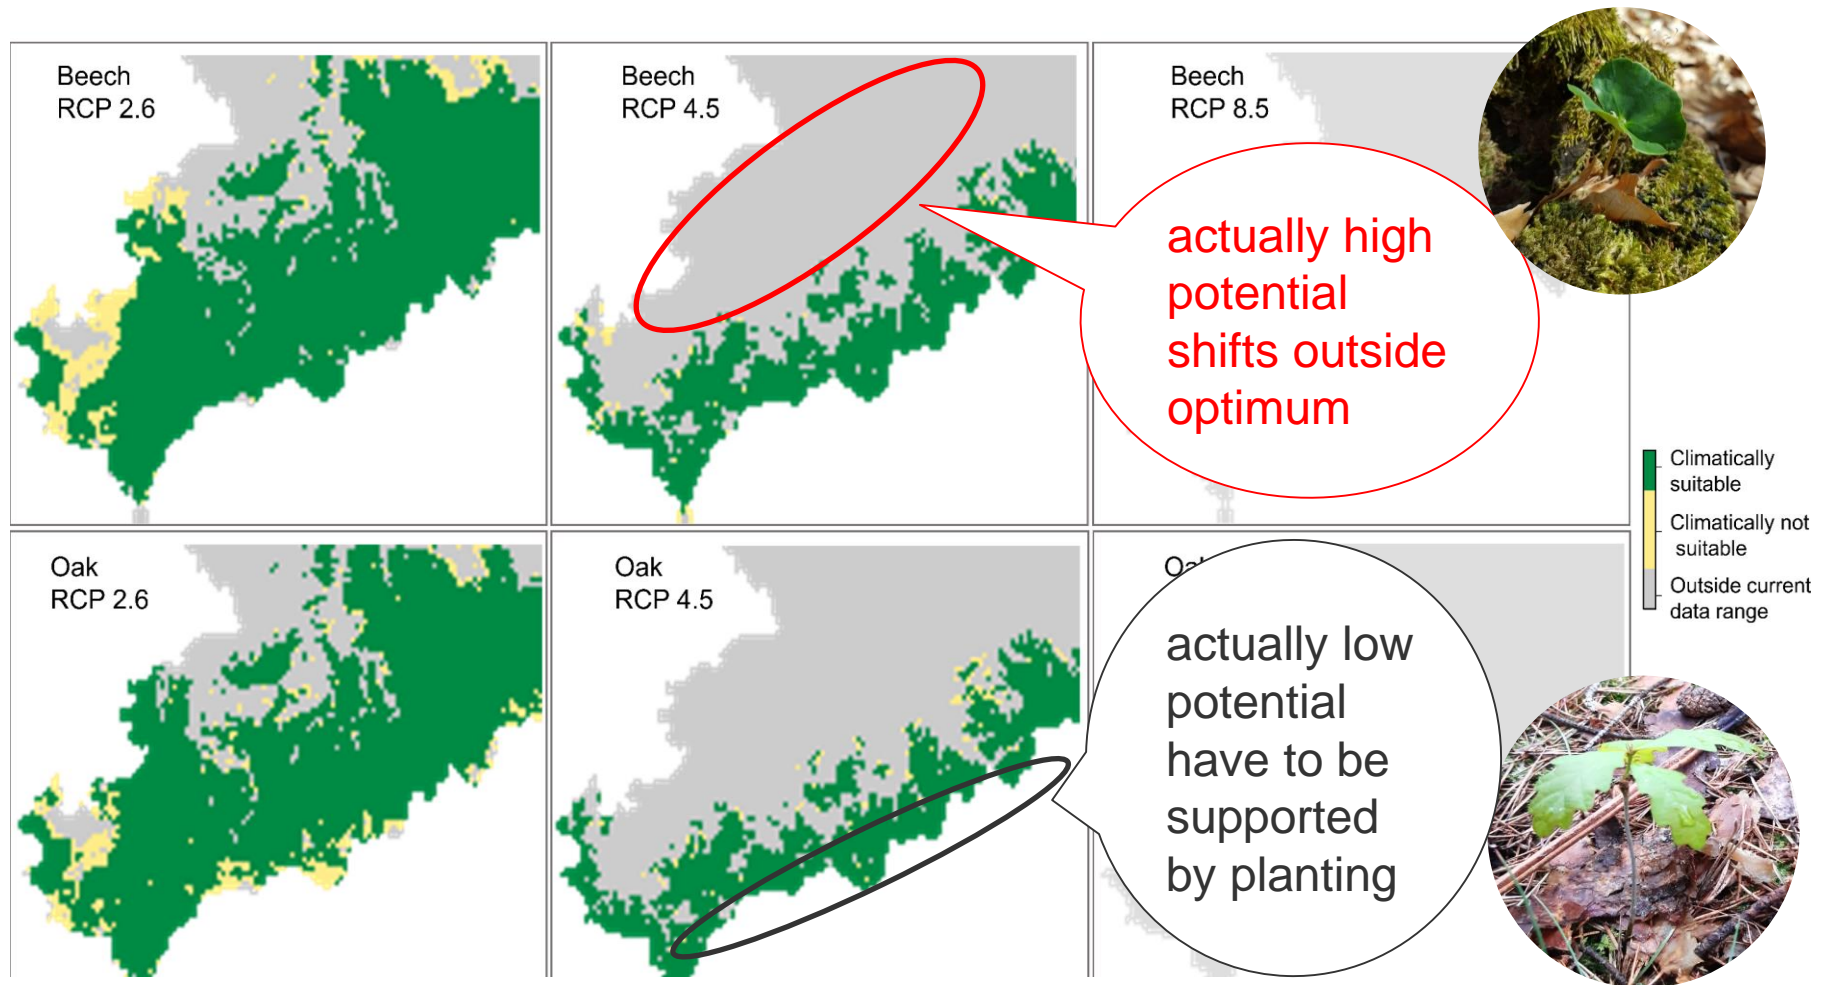 Beech
RCP 2.6
Beech
RCP 4.5
Beech
RCP 8.5
actually high
potential
shifts outside
optimum
Climatically
suitable
Climatically not
suitable
Outside current
data range
Oak
RCP 2.6
Oak
RCP 4.5
actually low
potential
have to be
supported
by planting